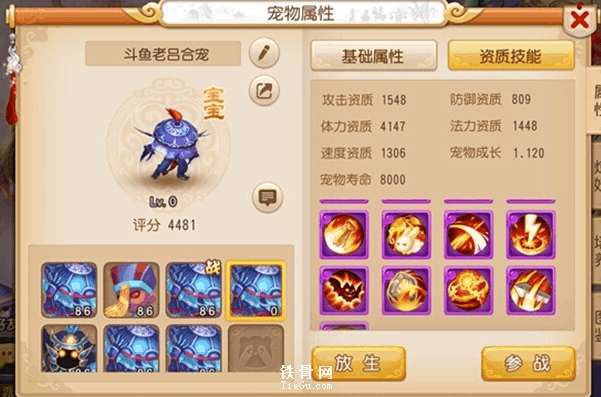 宠物属性
斗鱼老吕合宠
宝宝
Lv.0
评分 4481
战
86
86
86
0
86
86
86
基础属性
资质技能
攻击资质 1548
防御资质 809
体力资质 4147
法力资质 1448
速度资质 1306
宠物成长 1.120
宠物寿命 8000
放生
参战
属性
铁骨网
TieGu.com